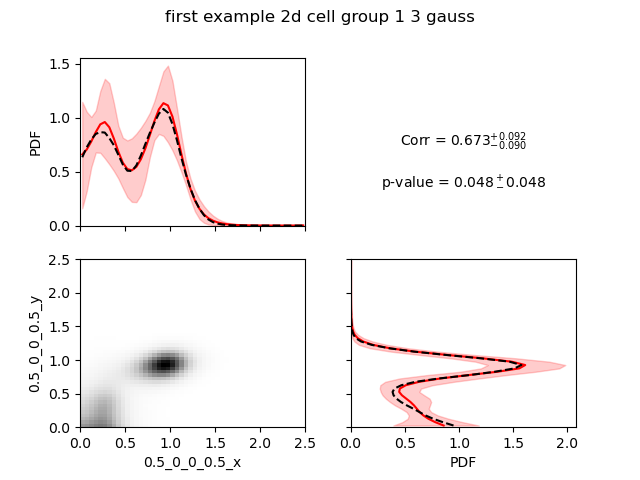 first example 2d cell group 1 3 gauss
1.5
1.0
0.5
0.0
PDF
Corr = 0.673+0.092−0.090
p-value = 0.048+−0.048
2.5
2.0
1.5
1.0
0.5
0.0
0.5_0_0_0.5_y
0.0 0.5 1.0 1.5 2.0 2.5
0.5_0_0_0.5_x
0.0 0.5 1.0 1.5 2.0
PDF